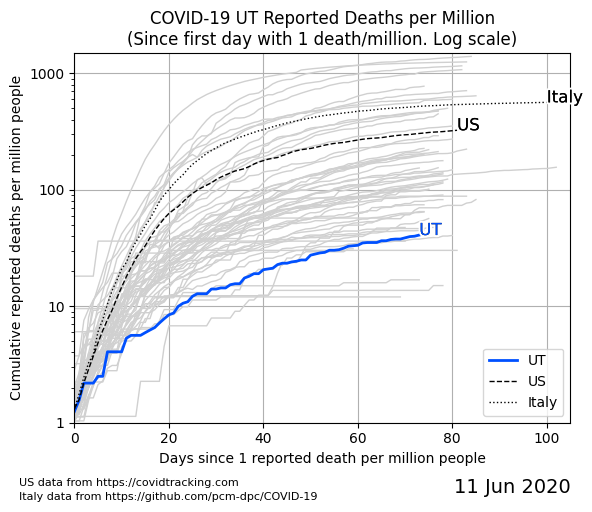 COVID-19 UT Reported Deaths per Million
(Since first day with 1 death/million. Log scale)
Cumulative reported deaths per million people
1000
100
10
1
Italy
US
UT
UT
US
Italy
0 20 40 60 80 100
Days since 1 reported death per million people
US data from https://covidtracking.com
Italy data from https://github.com/pcm-dpc/COVID-19
11 Jun 2020